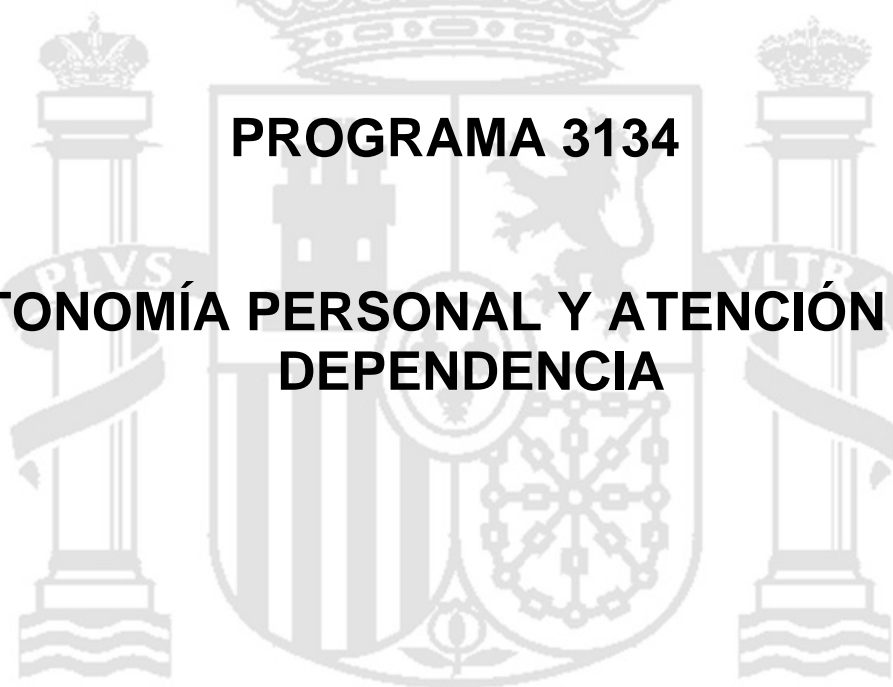 PROGRAMA 3134
PLVS
VLTR
TONOMÍA PERSONAL Y ATENCIÓN
DEPENDENCIA